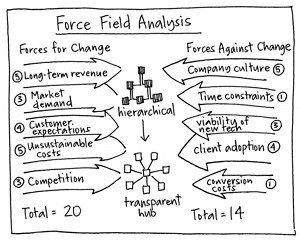 Force Field Analysis
Forces for Change
Forces Against Change
⑤ Long-term revenue
③ Market
demand
④ Customer
expectations
⑤ Unsustainable
costs
③ Competition
Total = 20
hierarchical
transparent
hub
Company culture ⑤
Time constraints ①
viability of
new tech ③
client adoption ④
conversion
costs ①
Total = 14